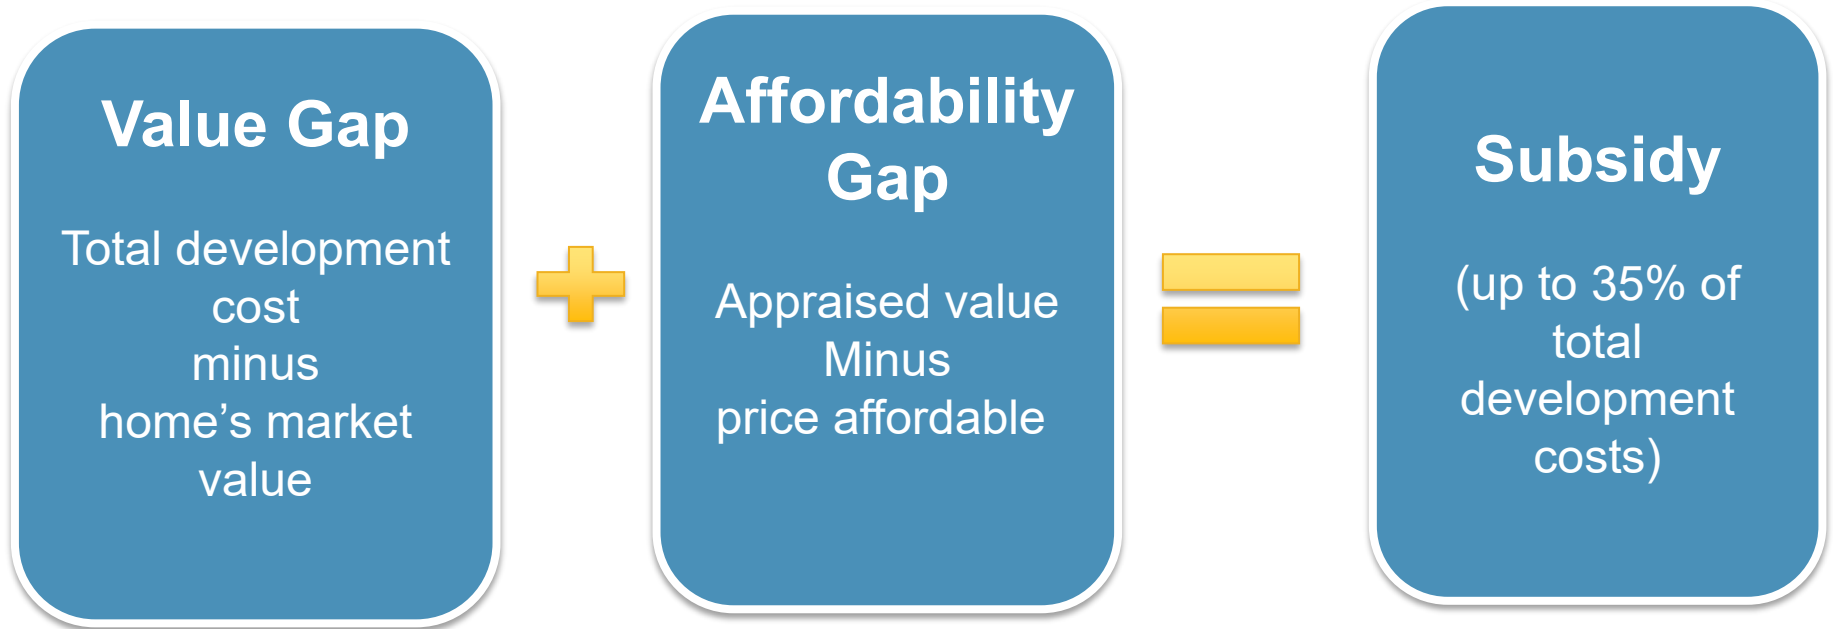 Value Gap
Total development
cost
minus
home’s market
value
Affordability
Gap
Appraised value
Minus
price affordable
Subsidy
(up to 35% of
total
development
costs)